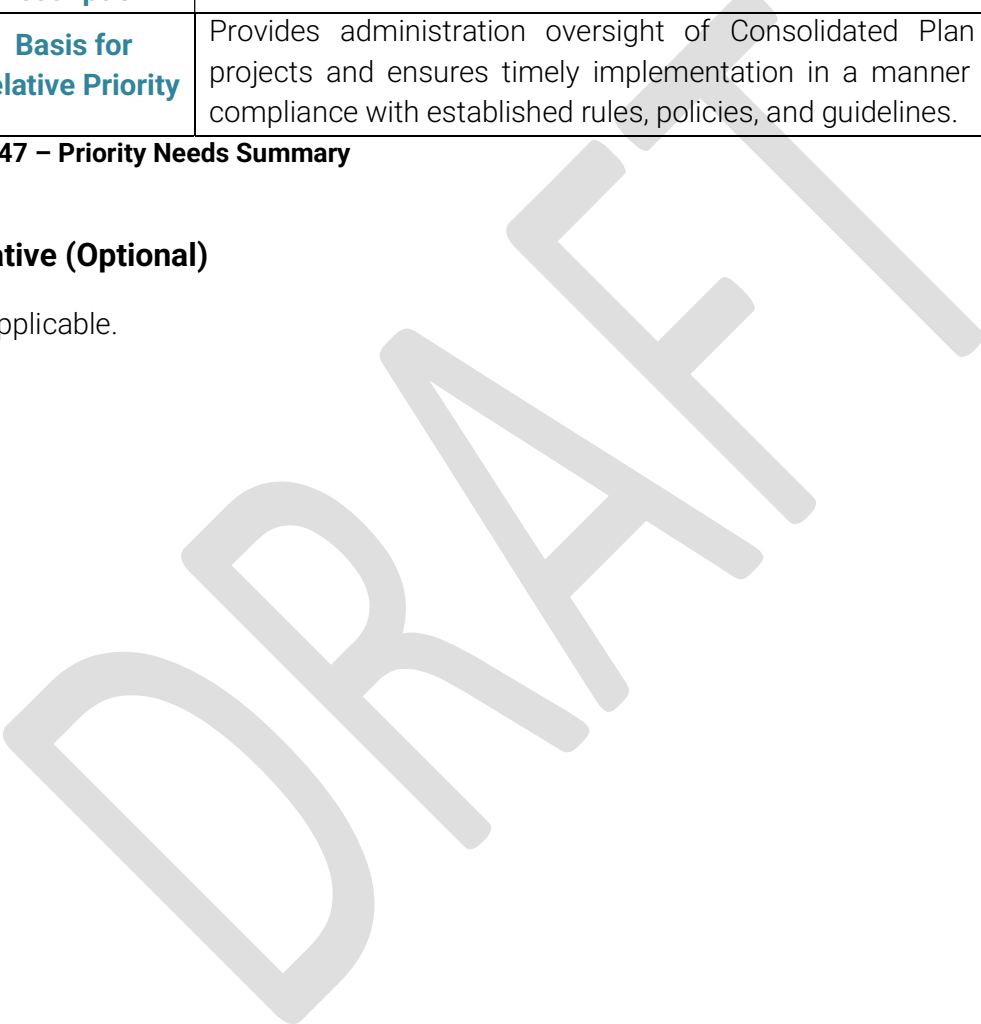 Basis for
elative Priority
Provides administration oversight of Consolidated Plan
projects and ensures timely implementation in a manner
compliance with established rules, policies, and guidelines.
47 – Priority Needs Summary
ative (Optional)
pplicable.
DRAFT